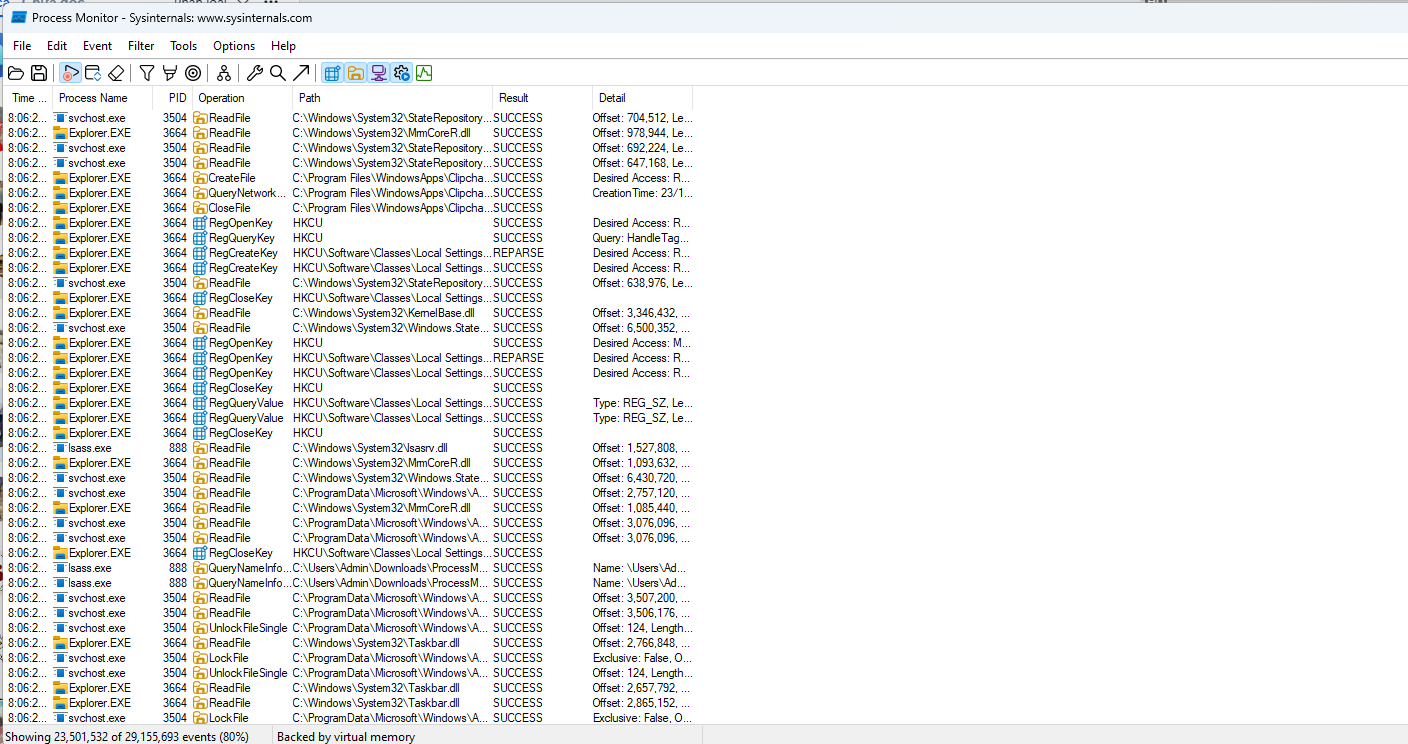 Process Monitor - Sysinternals: www.sysinternals.com
File Edit Event Filter Tools Options Help
Time ... Process Name PID Operation Path Result Detail
8:06:2... svchost.exe 3504 ReadFile C:\Windows\System32\StateRepository... SUCCESS Offset: 704,512, Le...
8:06:2... Explorer.EXE 3664 ReadFile C:\Windows\System32\MrmCoreR.dll SUCCESS Offset: 978,944, Le...
8:06:2... svchost.exe 3504 ReadFile C:\Windows\System32\StateRepository... SUCCESS Offset: 692,224, Le...
8:06:2... svchost.exe 3504 ReadFile C:\Windows\System32\StateRepository... SUCCESS Offset: 647,168, Le...
8:06:2... Explorer.EXE 3664 CreateFile C:\Program Files\WindowsApps\Clipcha... SUCCESS Desired Access: R...
8:06:2... Explorer.EXE 3664 QueryNetwork... C:\Program Files\WindowsApps\Clipcha... SUCCESS CreationTime: 23/1...
8:06:2... Explorer.EXE 3664 CloseFile C:\Program Files\WindowsApps\Clipcha... SUCCESS
8:06:2... Explorer.EXE 3664 RegOpenKey HKCU SUCCESS Desired Access: R...
8:06:2... Explorer.EXE 3664 RegQueryKey HKCU SUCCESS Query: HandleTag...
8:06:2... Explorer.EXE 3664 RegCreateKey HKCU\Software\Classes\Local Settings... REPARSE Desired Access: R...
8:06:2... Explorer.EXE 3664 RegCreateKey HKCU\Software\Classes\Local Settings... SUCCESS Desired Access: R...
8:06:2... svchost.exe 3504 ReadFile C:\Windows\System32\StateRepository... SUCCESS Offset: 638,976, Le...
8:06:2... Explorer.EXE 3664 RegCloseKey HKCU\Software\Classes\Local Settings... SUCCESS
8:06:2... Explorer.EXE 3664 ReadFile C:\Windows\System32\KernelBase.dll SUCCESS Offset: 3,346,432, ...
8:06:2... svchost.exe 3504 ReadFile C:\Windows\System32\Windows.State... SUCCESS Offset: 6,500,352, ...
8:06:2... Explorer.EXE 3664 RegOpenKey HKCU SUCCESS Desired Access: M...
8:06:2... Explorer.EXE 3664 RegOpenKey HKCU\Software\Classes\Local Settings... REPARSE Desired Access: R...
8:06:2... Explorer.EXE 3664 RegOpenKey HKCU\Software\Classes\Local Settings... SUCCESS Desired Access: R...
8:06:2... Explorer.EXE 3664 RegCloseKey HKCU SUCCESS
8:06:2... Explorer.EXE 3664 RegQueryValue HKCU\Software\Classes\Local Settings... SUCCESS Type: REG_SZ, Le...
8:06:2... Explorer.EXE 3664 RegQueryValue HKCU\Software\Classes\Local Settings... SUCCESS Type: REG_SZ, Le...
8:06:2... Explorer.EXE 3664 RegCloseKey HKCU SUCCESS
8:06:2... lsass.exe 888 ReadFile C:\Windows\System32\lsasrv.dll SUCCESS Offset: 1,527,808, ...
8:06:2... Explorer.EXE 3664 ReadFile C:\Windows\System32\MrmCoreR.dll SUCCESS Offset: 1,093,632, ...
8:06:2... svchost.exe 3504 ReadFile C:\Windows\System32\Windows.State... SUCCESS Offset: 6,430,720, ...
8:06:2... svchost.exe 3504 ReadFile C:\ProgramData\Microsoft\Windows\A... SUCCESS Offset: 2,757,120, ...
8:06:2... Explorer.EXE 3664 ReadFile C:\Windows\System32\MrmCoreR.dll SUCCESS Offset: 1,085,440, ...
8:06:2... svchost.exe 3504 ReadFile C:\ProgramData\Microsoft\Windows\A... SUCCESS Offset: 3,076,096, ...
8:06:2... svchost.exe 3504 ReadFile C:\ProgramData\Microsoft\Windows\A... SUCCESS Offset: 3,076,096, ...
8:06:2... Explorer.EXE 3664 RegCloseKey HKCU\Software\Classes\Local Settings... SUCCESS
8:06:2... lsass.exe 888 QueryNameInfo... C:\Users\Admin\Downloads\ProcessM... SUCCESS Name: \Users\Ad...
8:06:2... lsass.exe 888 QueryNameInfo... C:\Users\Admin\Downloads\ProcessM... SUCCESS Name: \Users\Ad...
8:06:2... svchost.exe 3504 ReadFile C:\ProgramData\Microsoft\Windows\A... SUCCESS Offset: 3,507,200, ...
8:06:2... svchost.exe 3504 ReadFile C:\ProgramData\Microsoft\Windows\A... SUCCESS Offset: 3,506,176, ...
8:06:2... svchost.exe 3504 UnlockFileSingle C:\ProgramData\Microsoft\Windows\A... SUCCESS Offset: 124, Length...
8:06:2... Explorer.EXE 3664 ReadFile C:\Windows\System32\Taskbar.dll SUCCESS Offset: 2,766,848, ...
8:06:2... svchost.exe 3504 LockFile C:\ProgramData\Microsoft\Windows\A... SUCCESS Exclusive: False, O...
8:06:2... svchost.exe 3504 UnlockFileSingle C:\ProgramData\Microsoft\Windows\A... SUCCESS Offset: 124, Length...
8:06:2... Explorer.EXE 3664 ReadFile C:\Windows\System32\Taskbar.dll SUCCESS Offset: 2,657,792, ...
8:06:2... Explorer.EXE 3664 ReadFile C:\Windows\System32\Taskbar.dll SUCCESS Offset: 2,865,152, ...
8:06:2... svchost.exe 3504 LockFile C:\ProgramData\Microsoft\Windows\A... SUCCESS Exclusive: False, O...
Showing 23,501,532 of 29,155,693 events (80%) Backed by virtual memory